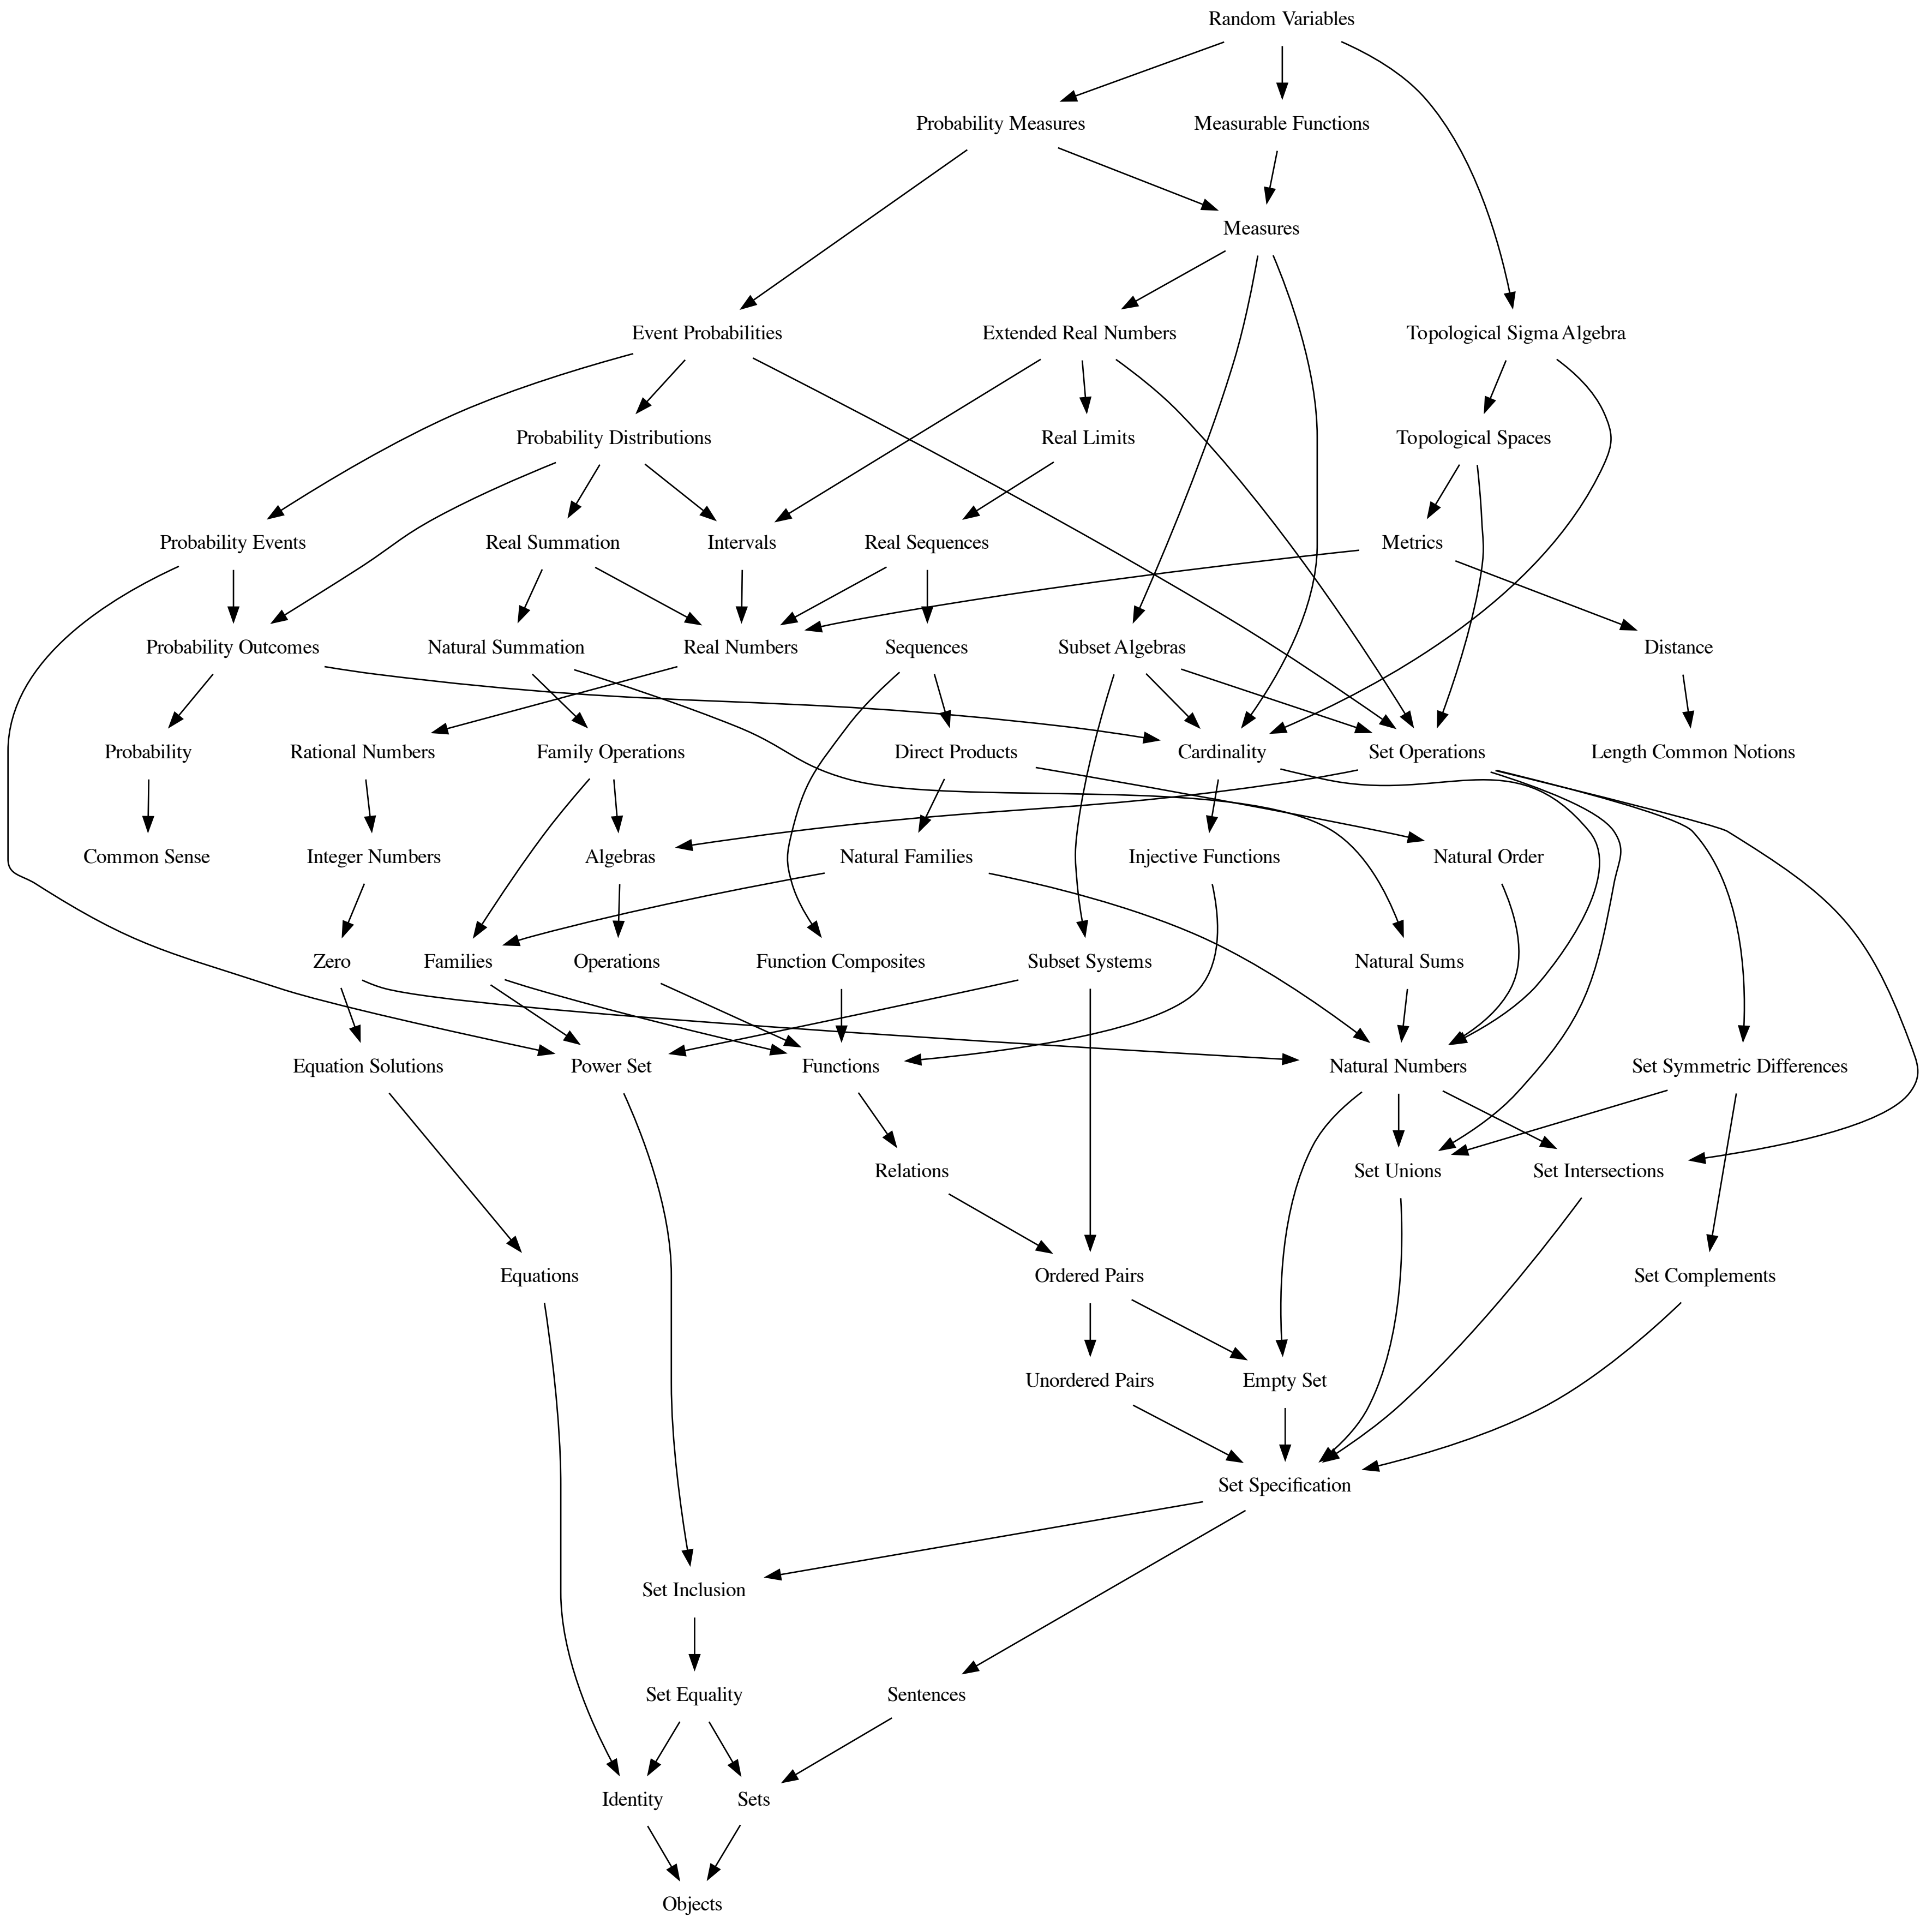 Random Variables
Probability Measures
Measurable Functions
Measures
Event Probabilities
Extended Real Numbers
Topological Sigma Algebra
Probability Distributions
Real Limits
Topological Spaces
Probability Events
Real Summation
Intervals
Real Sequences
Metrics
Probability Outcomes
Natural Summation
Real Numbers
Sequences
Subset Algebras
Distance
Probability
Rational Numbers
Family Operations
Direct Products
Cardinality
Set Operations
Length Common Notions
Common Sense
Integer Numbers
Algebras
Natural Families
Injective Functions
Natural Order
Zero
Families
Operations
Function Composites
Subset Systems
Natural Sums
Equation Solutions
Power Set
Functions
Natural Numbers
Set Symmetric Differences
Relations
Set Unions
Set Intersections
Equations
Ordered Pairs
Set Complements
Unordered Pairs
Empty Set
Set Specification
Set Inclusion
Set Equality
Sentences
Identity
Sets
Objects